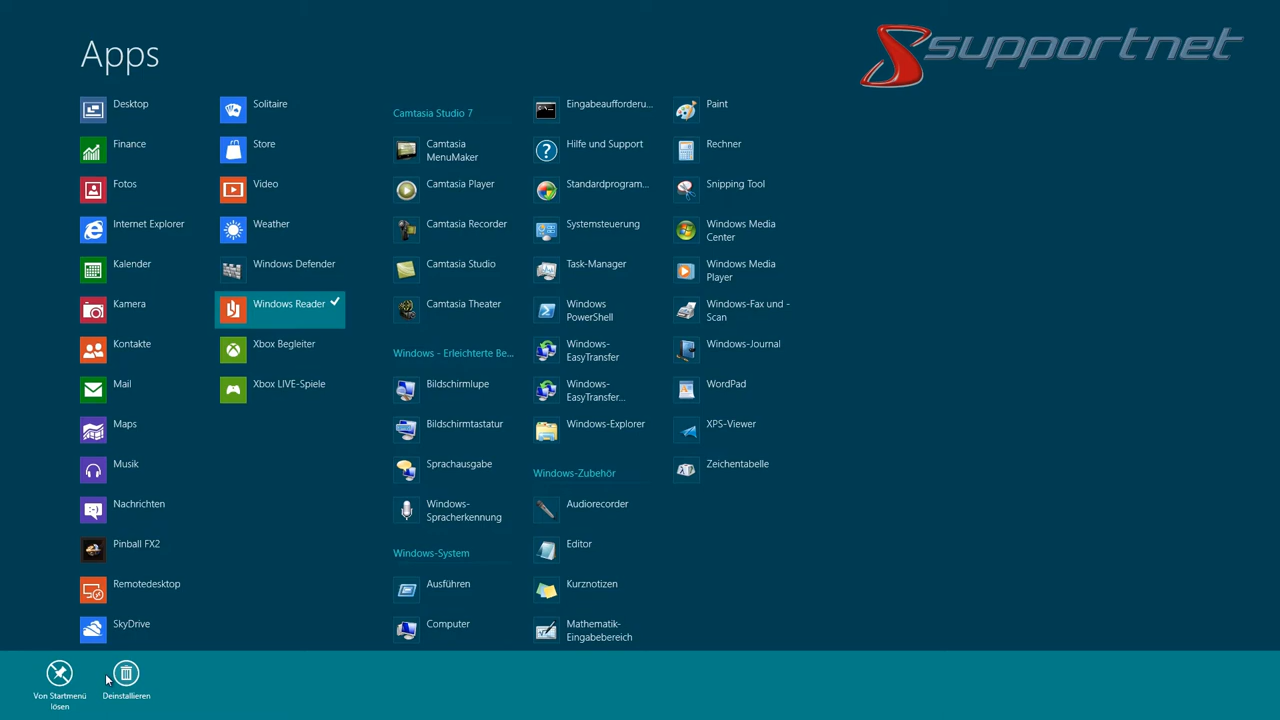 Apps
supportnet
Desktop
Finance
Fotos
Internet Explorer
Kalender
Kamera
Kontakte
Mail
Maps
Musik
Nachrichten
Pinball FX2
Remotedesktop
SkyDrive
Solitaire
Store
Video
Weather
Windows Defender
Windows Reader
Xbox Begleiter
Xbox LIVE-Spiele
Camtasia Studio 7
Camtasia
MenuMaker
Camtasia Player
Camtasia Recorder
Camtasia Studio
Camtasia Theater
Windows - Erleichterte Be...
Bildschirmlupe
Bildschirmtastatur
Sprachausgabe
Windows-
Spracherkennung
Windows-System
Ausführen
Computer
Eingabeaufforderu...
Hilfe und Support
Standardprogram...
Systemsteuerung
Task-Manager
Windows
PowerShell
Windows-
EasyTransfer
Windows-
EasyTransfer...
Windows-Explorer
Windows-Zubehör
Audiorecorder
Editor
Kurznotizen
Mathematik-
Eingabebereich
Paint
Rechner
Snipping Tool
Windows Media
Center
Windows Media
Player
Windows-Fax und -
Scan
Windows-Journal
WordPad
XPS-Viewer
Zeichentabelle
Von Startmenü
lösen
Deinstallieren